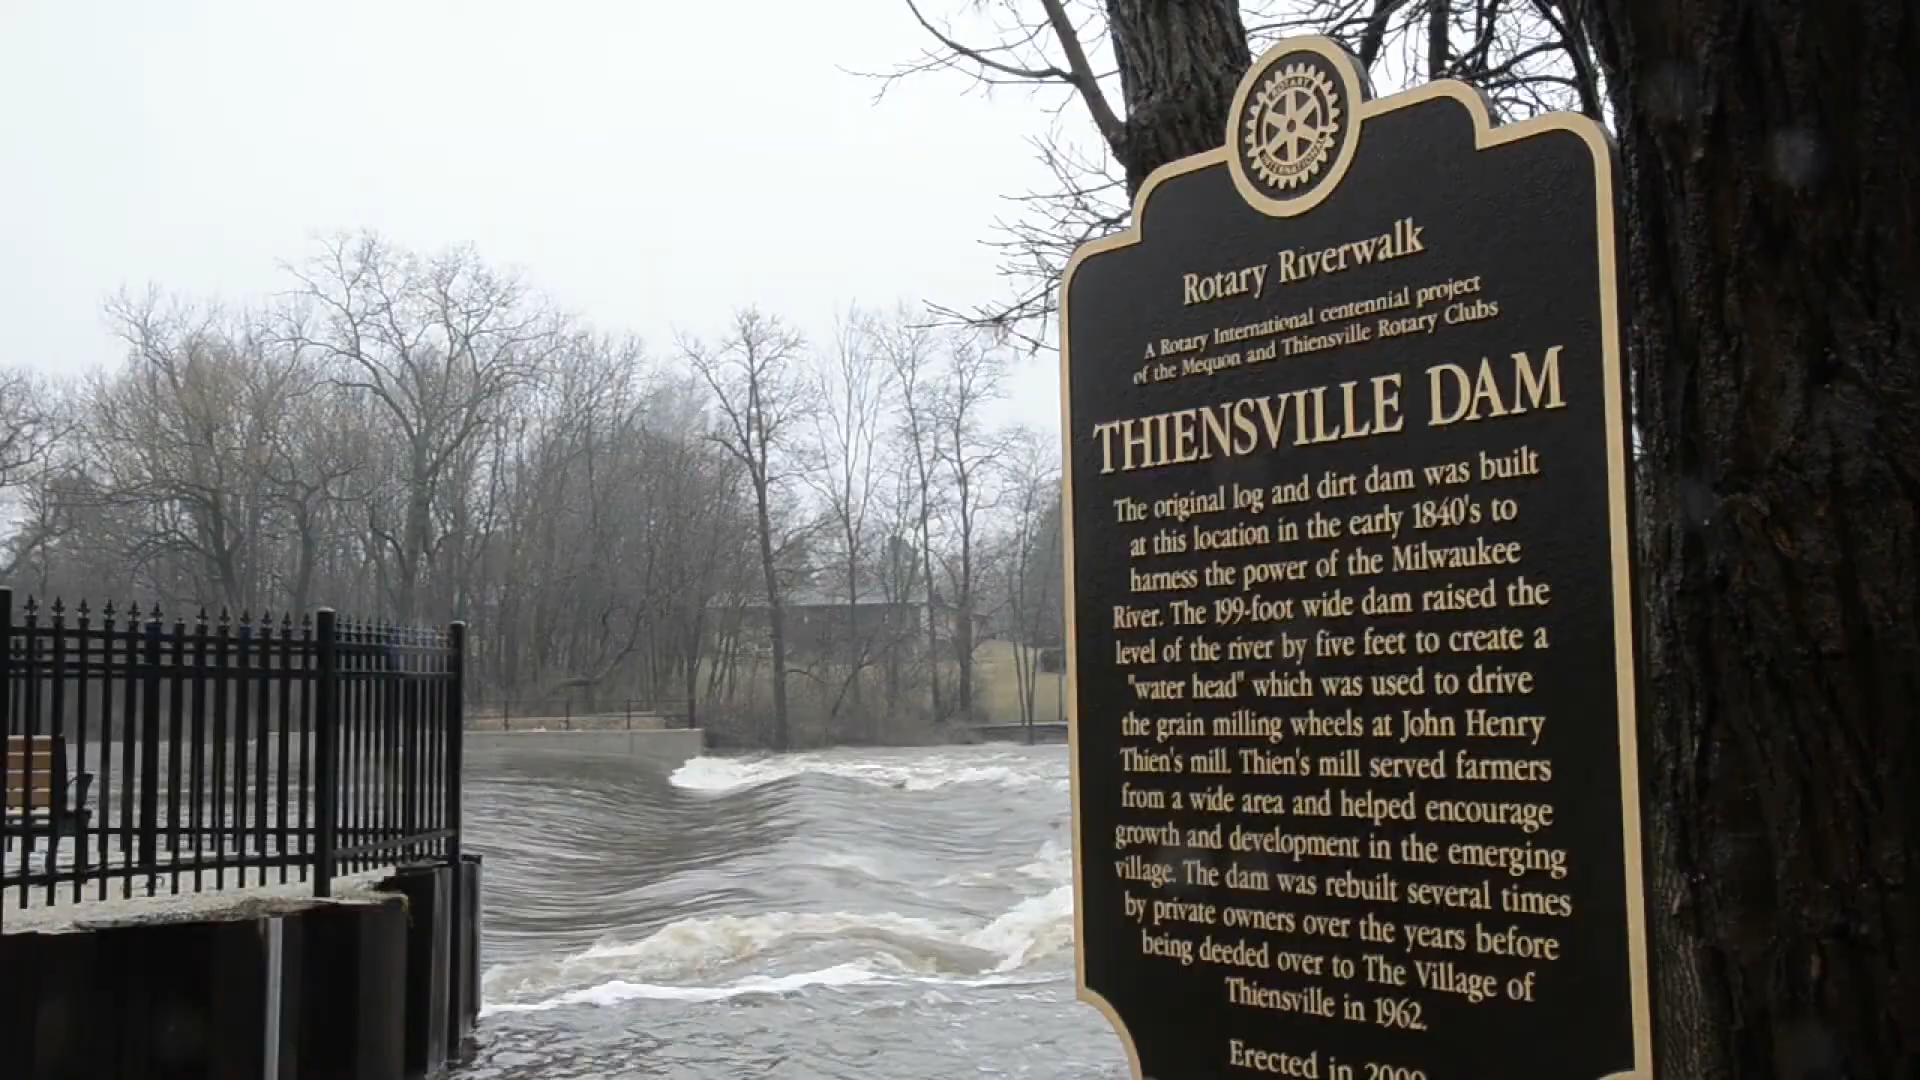 ROTARY
INTERNATIONAL
Rotary Riverwalk
A Rotary International centennial project
of the Mequon and Thiensville Rotary Clubs
THIENSVILLE DAM
The original log and dirt dam was built
at this location in the early 1840's to
harness the power of the Milwaukee
River. The 199-foot wide dam raised the
level of the river by five feet to create a
"water head" which was used to drive
the grain milling wheels at John Henry
Thien's mill. Thien's mill served farmers
from a wide area and helped encourage
growth and development in the emerging
village. The dam was rebuilt several times
by private owners over the years before
being deeded over to The Village of
Thiensville in 1962.
Erected in